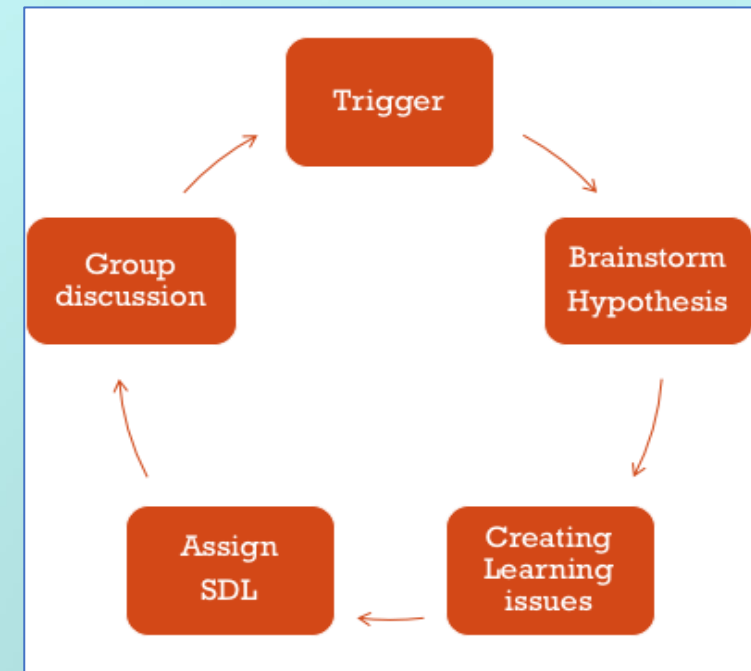 Trigger
Brainstorm
Hypothesis
Creating
Learning
issues
Assign
SDL
Group
discussion